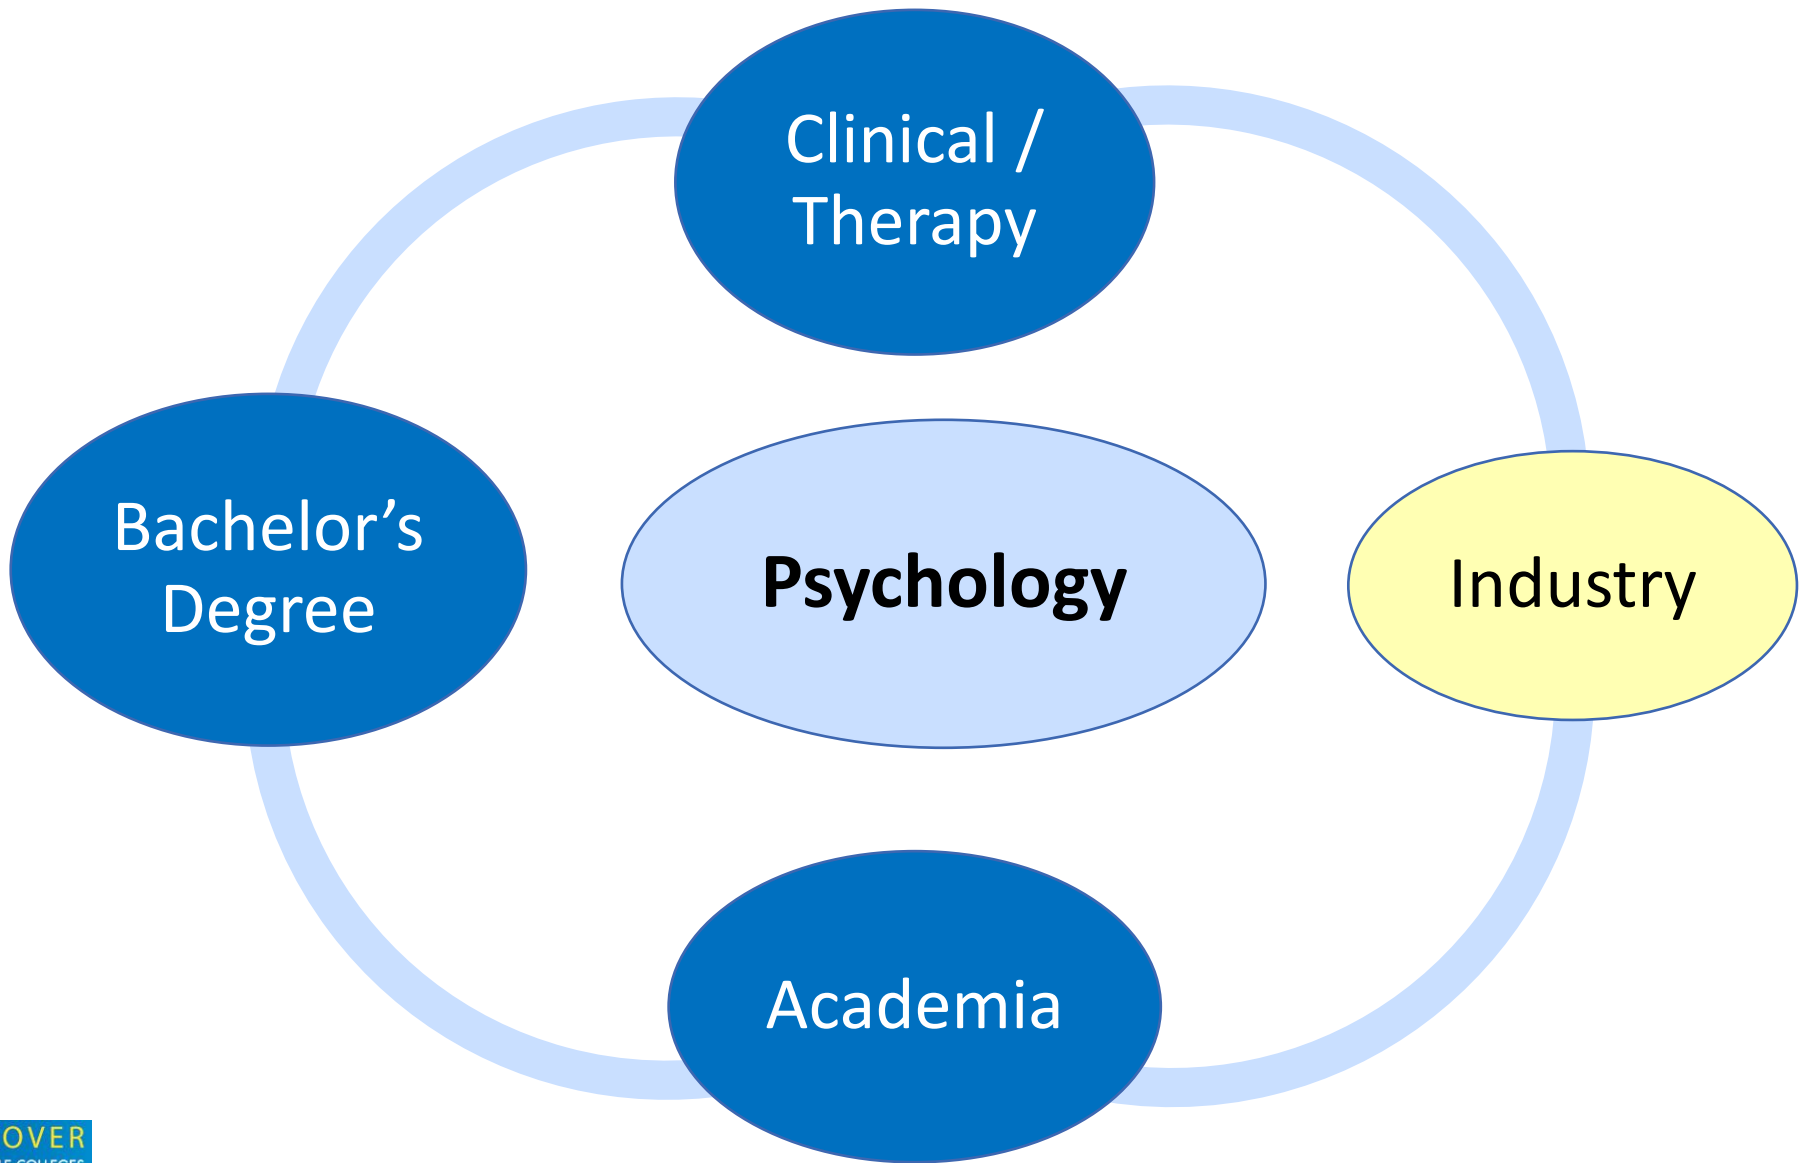 Clinical /
Therapy
Bachelor’s
Degree
Psychology
Industry
Academia
OVER